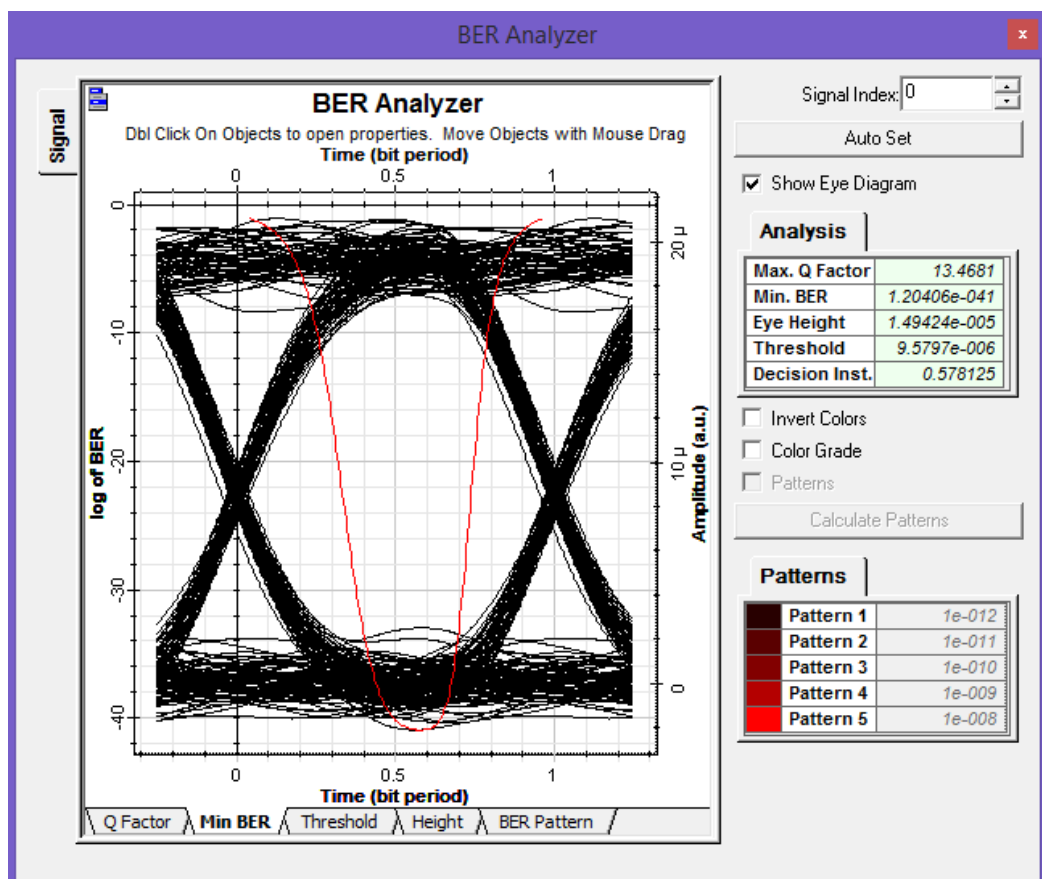 BER Analyzer
x
Signal
BER Analyzer
Dbl Click On Objects to open properties. Move Objects with Mouse Drag
Time (bit period)
0 0.5 1
0
-10
-20
-30
-40
log of BER
20 µ
10 µ
0
Amplitude (a.u.)
0 0.5 1
Time (bit period)
Q Factor Min BER Threshold Height BER Pattern
Signal Index: 0
Auto Set
Show Eye Diagram
Analysis
Max. Q Factor 13.4681
Min. BER 1.20406e-041
Eye Height 1.49424e-005
Threshold 9.5797e-006
Decision Inst. 0.578125
Invert Colors
Color Grade
Patterns
Calculate Patterns
Patterns
Pattern 1 1e-012
Pattern 2 1e-011
Pattern 3 1e-010
Pattern 4 1e-009
Pattern 5 1e-008